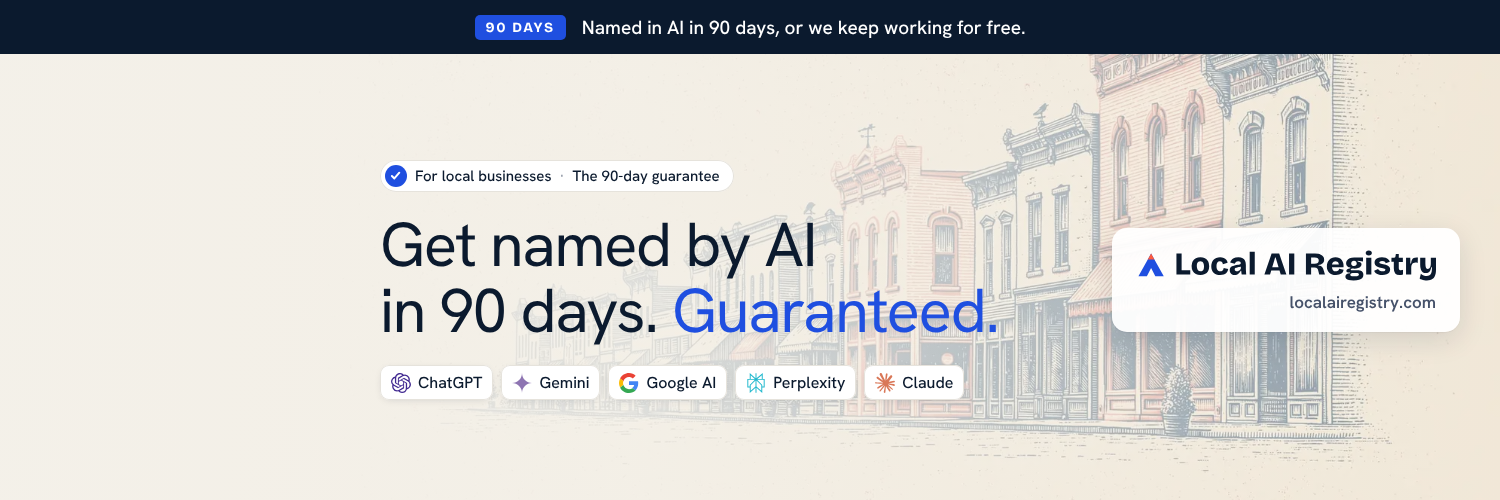 90 DAYS Named in AI in 90 days, or we keep working for free.
For local businesses · The 90-day guarantee
Get named by AI
in 90 days. Guaranteed.
ChatGPT Gemini Google AI Perplexity Claude
Local AI Registry
localairegistry.com